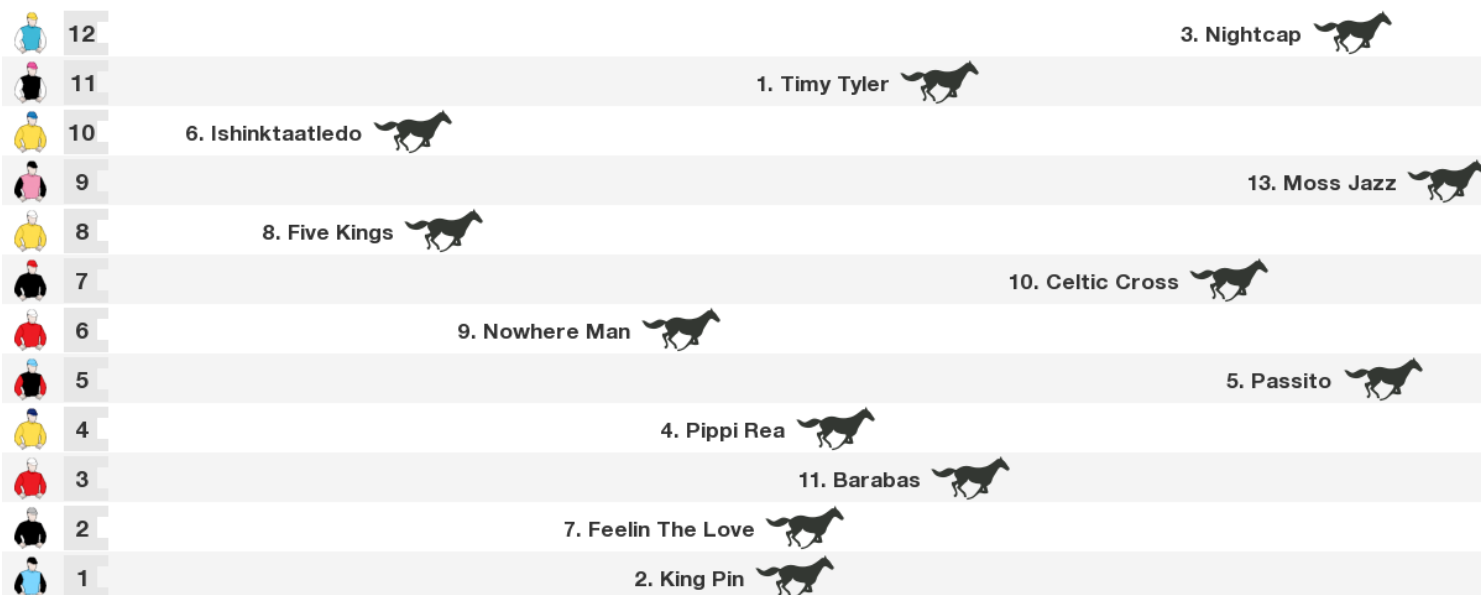 12 3. Nightcap
11 1. Timy Tyler
10 6. Ishinktaatledo
9 13. Moss Jazz
8 8. Five Kings
7 10. Celtic Cross
6 9. Nowhere Man
5 5. Passito
4 4. Pippi Rea
3 11. Barabas
2 7. Feelin The Love
1 2. King Pin